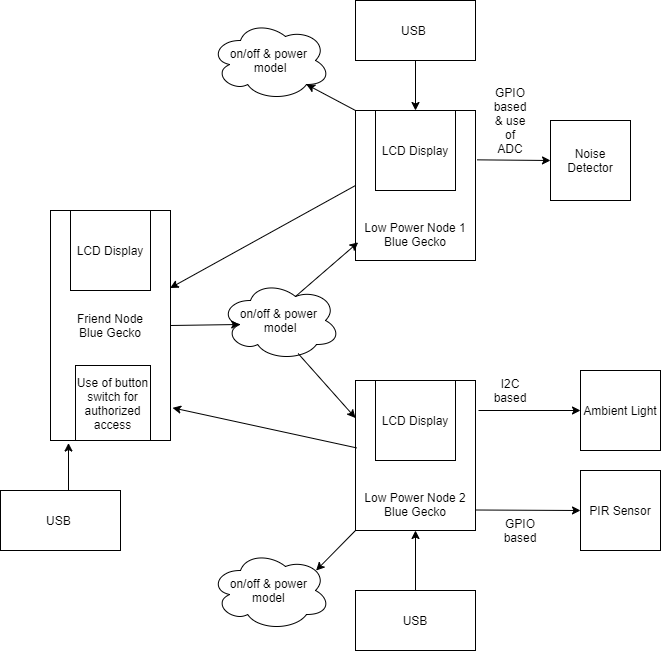 USB
on/off & power
model
GPIO
based
& use
of
ADC
LCD Display
Noise
Detector
Low Power Node 1
Blue Gecko
LCD Display
Friend Node
Blue Gecko
on/off & power
model
Use of button
switch for
authorized
access
I2C
based
LCD Display
Ambient Light
Low Power Node 2
Blue Gecko
GPIO
based
PIR Sensor
USB
on/off & power
model
USB